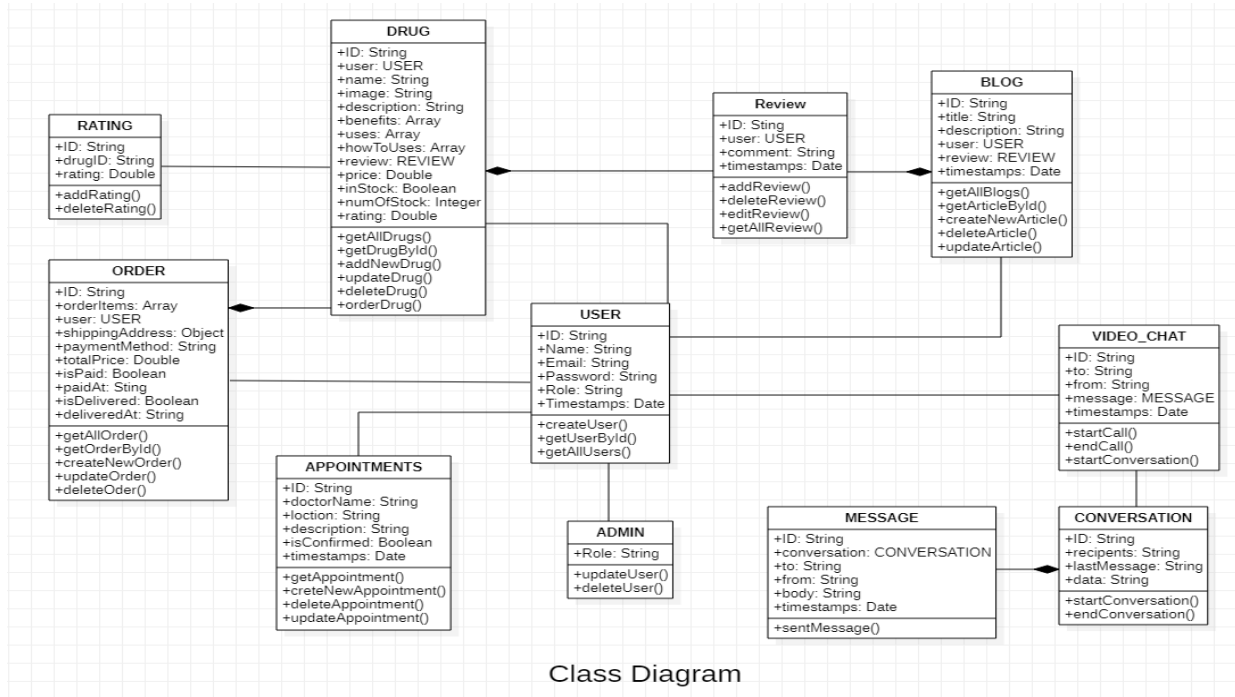 DRUG
+ID: String
+user: USER
+name: String
+image: String
+description: String
+benefits: Array
+uses: Array
+howToUses: Array
+review: REVIEW
+price: Double
+inStock: Boolean
+numOfStock: Integer
+rating: Double
+getAllDrugs()
+getDrugById()
+addNewDrug()
+updateDrug()
+deleteDrug()
+orderDrug()
RATING
+ID: String
+drugID: String
+rating: Double
+addRating()
+deleteRating()
Review
+ID: Sting
+user: USER
+comment: String
+timestamps: Date
+addReview()
+deleteReview()
+editReview()
+getAllReview()
BLOG
+ID: String
+title: String
+description: String
+user: USER
+review: REVIEW
+timestamps: Date
+getAllBlogs()
+getArticleById()
+createNewArticle()
+deleteArticle()
+updateArticle()
ORDER
+ID: String
+orderItems: Array
+user: USER
+shippingAddress: Object
+paymentMethod: String
+totalPrice: Double
+isPaid: Boolean
+paidAt: Sting
+isDelivered: Boolean
+deliveredAt: String
+getAllOrder()
+getOrderById()
+createNewOrder()
+updateOrder()
+deleteOder()
USER
+ID: String
+Name: String
+Email: String
+Password: String
+Role: String
+Timestamps: Date
+createUser()
+getUserById()
+getAllUsers()
VIDEO_CHAT
+ID: String
+to: String
+from: String
+message: MESSAGE
+timestamps: Date
+startCall()
+endCall()
+startConversation()
APPOINTMENTS
+ID: String
+doctorName: String
+loction: String
+description: String
+isConfirmed: Boolean
+timestamps: Date
+getAppointment()
+creteNewAppointment()
+deleteAppointment()
+updateAppointment()
ADMIN
+Role: String
+updateUser()
+deleteUser()
MESSAGE
+ID: String
+conversation: CONVERSATION
+to: String
+from: String
+body: String
+timestamps: Date
+sentMessage()
CONVERSATION
+ID: String
+recipents: String
+lastMessage: String
+data: String
+startConversation()
+endConversation()
Class Diagram